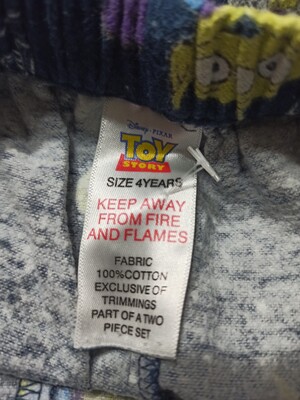 Disney · PIXAR
TOY
STORY
SIZE 4YEARS
KEEP AWAY
FROM FIRE
AND FLAMES
FABRIC
100%COTTON
EXCLUSIVE OF
TRIMMINGS
PART OF A TWO
PIECE SET